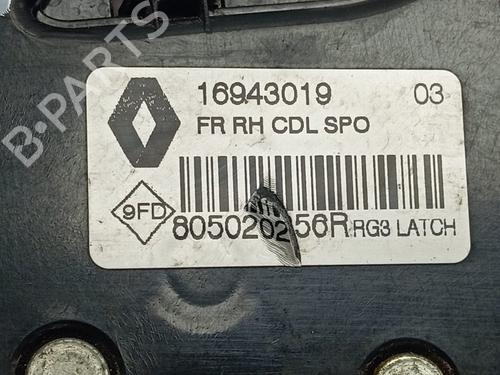 B-PARTS
16943019 03
FR RH CDL SPO
9FD
805020256R RG3 LATCH